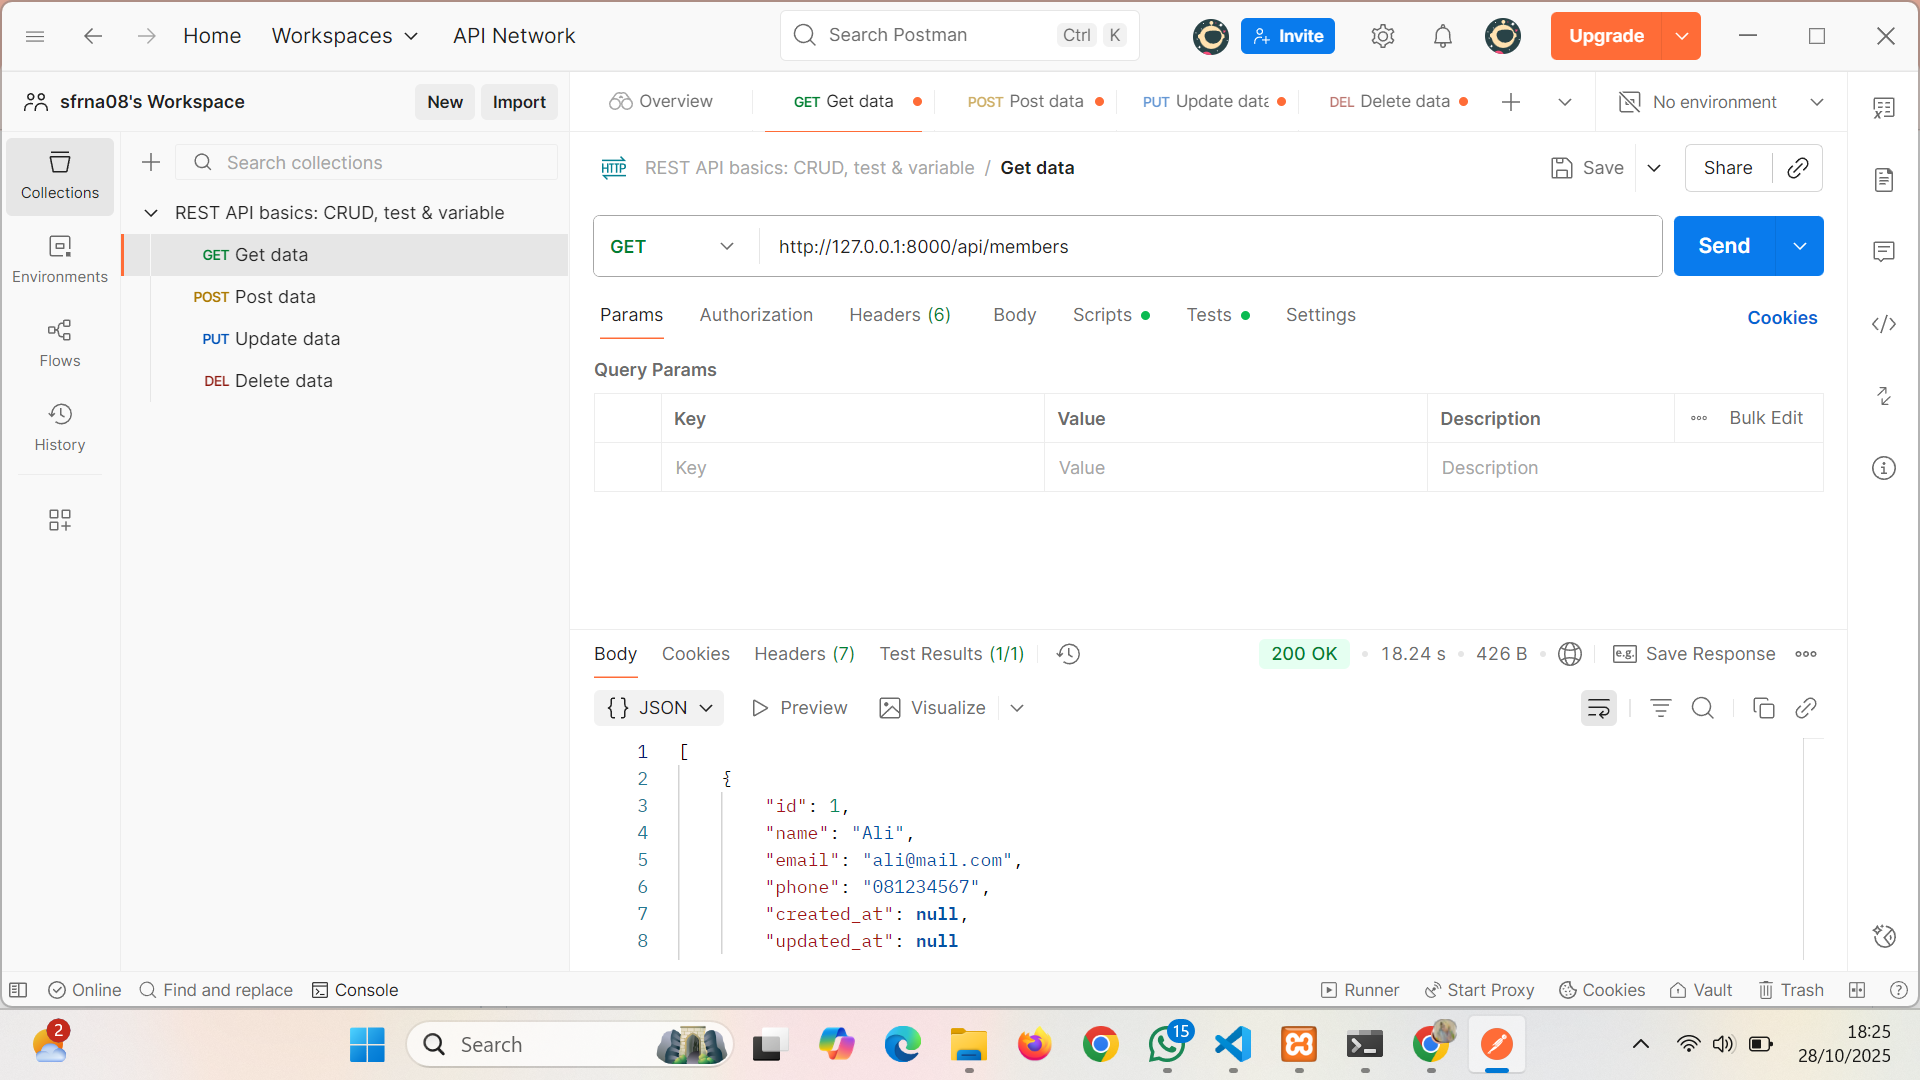 Home Workspaces API Network Search Postman Ctrl K Invite Upgrade
sfrna08's Workspace New Import Overview GET Get data POST Post data PUT Update data DEL Delete data No environment
Collections
Search collections
REST API basics: CRUD, test & variable / Get data Save Share
REST API basics: CRUD, test & variable
GET Get data
POST Post data
PUT Update data
DEL Delete data
Environments
Flows
History
GET http://127.0.0.1:8000/api/members Send
Params Authorization Headers (6) Body Scripts Tests Settings Cookies
Query Params
Key Value Description Bulk Edit
Key Value Description
Body Cookies Headers (7) Test Results (1/1) 200 OK 18.24 s 426 B e.g. Save Response
{} JSON Preview Visualize
1 [
2 {
3 "id": 1,
4 "name": "Ali",
5 "email": "ali@mail.com",
6 "phone": "081234567",
7 "created_at": null,
8 "updated_at": null
Online Find and replace Console Runner Start Proxy Cookies Vault Trash
2 Search 15 18:25
28/10/2025